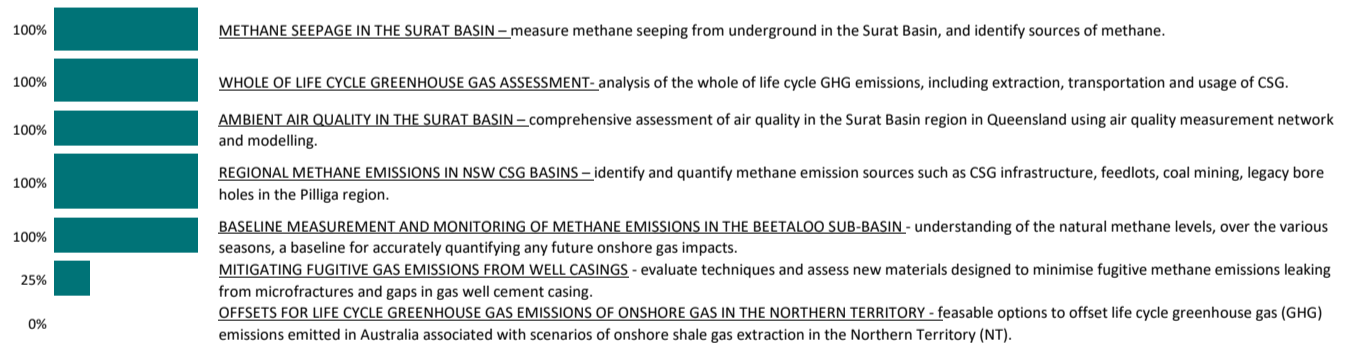 100% METHANE SEEPAGE IN THE SURAT BASIN – measure methane seeping from underground in the Surat Basin, and identify sources of methane.
100% WHOLE OF LIFE CYCLE GREENHOUSE GAS ASSESSMENT- analysis of the whole of life cycle GHG emissions, including extraction, transportation and usage of CSG.
100% AMBIENT AIR QUALITY IN THE SURAT BASIN – comprehensive assessment of air quality in the Surat Basin region in Queensland using air quality measurement network
and modelling.
100% REGIONAL METHANE EMISSIONS IN NSW CSG BASINS – identify and quantify methane emission sources such as CSG infrastructure, feedlots, coal mining, legacy bore
holes in the Pilliga region.
100% BASELINE MEASUREMENT AND MONITORING OF METHANE EMISSIONS IN THE BEETALOO SUB-BASIN - understanding of the natural methane levels, over the various
seasons, a baseline for accurately quantifying any future onshore gas impacts.
25% MITIGATING FUGITIVE GAS EMISSIONS FROM WELL CASINGS - evaluate techniques and assess new materials designed to minimise fugitive methane emissions leaking
from microfractures and gaps in gas well cement casing.
0% OFFSETS FOR LIFE CYCLE GREENHOUSE GAS EMISSIONS OF ONSHORE GAS IN THE NORTHERN TERRITORY - feasable options to offset life cycle greenhouse gas (GHG)
emissions emitted in Australia associated with scenarios of onshore shale gas extraction in the Northern Territory (NT).